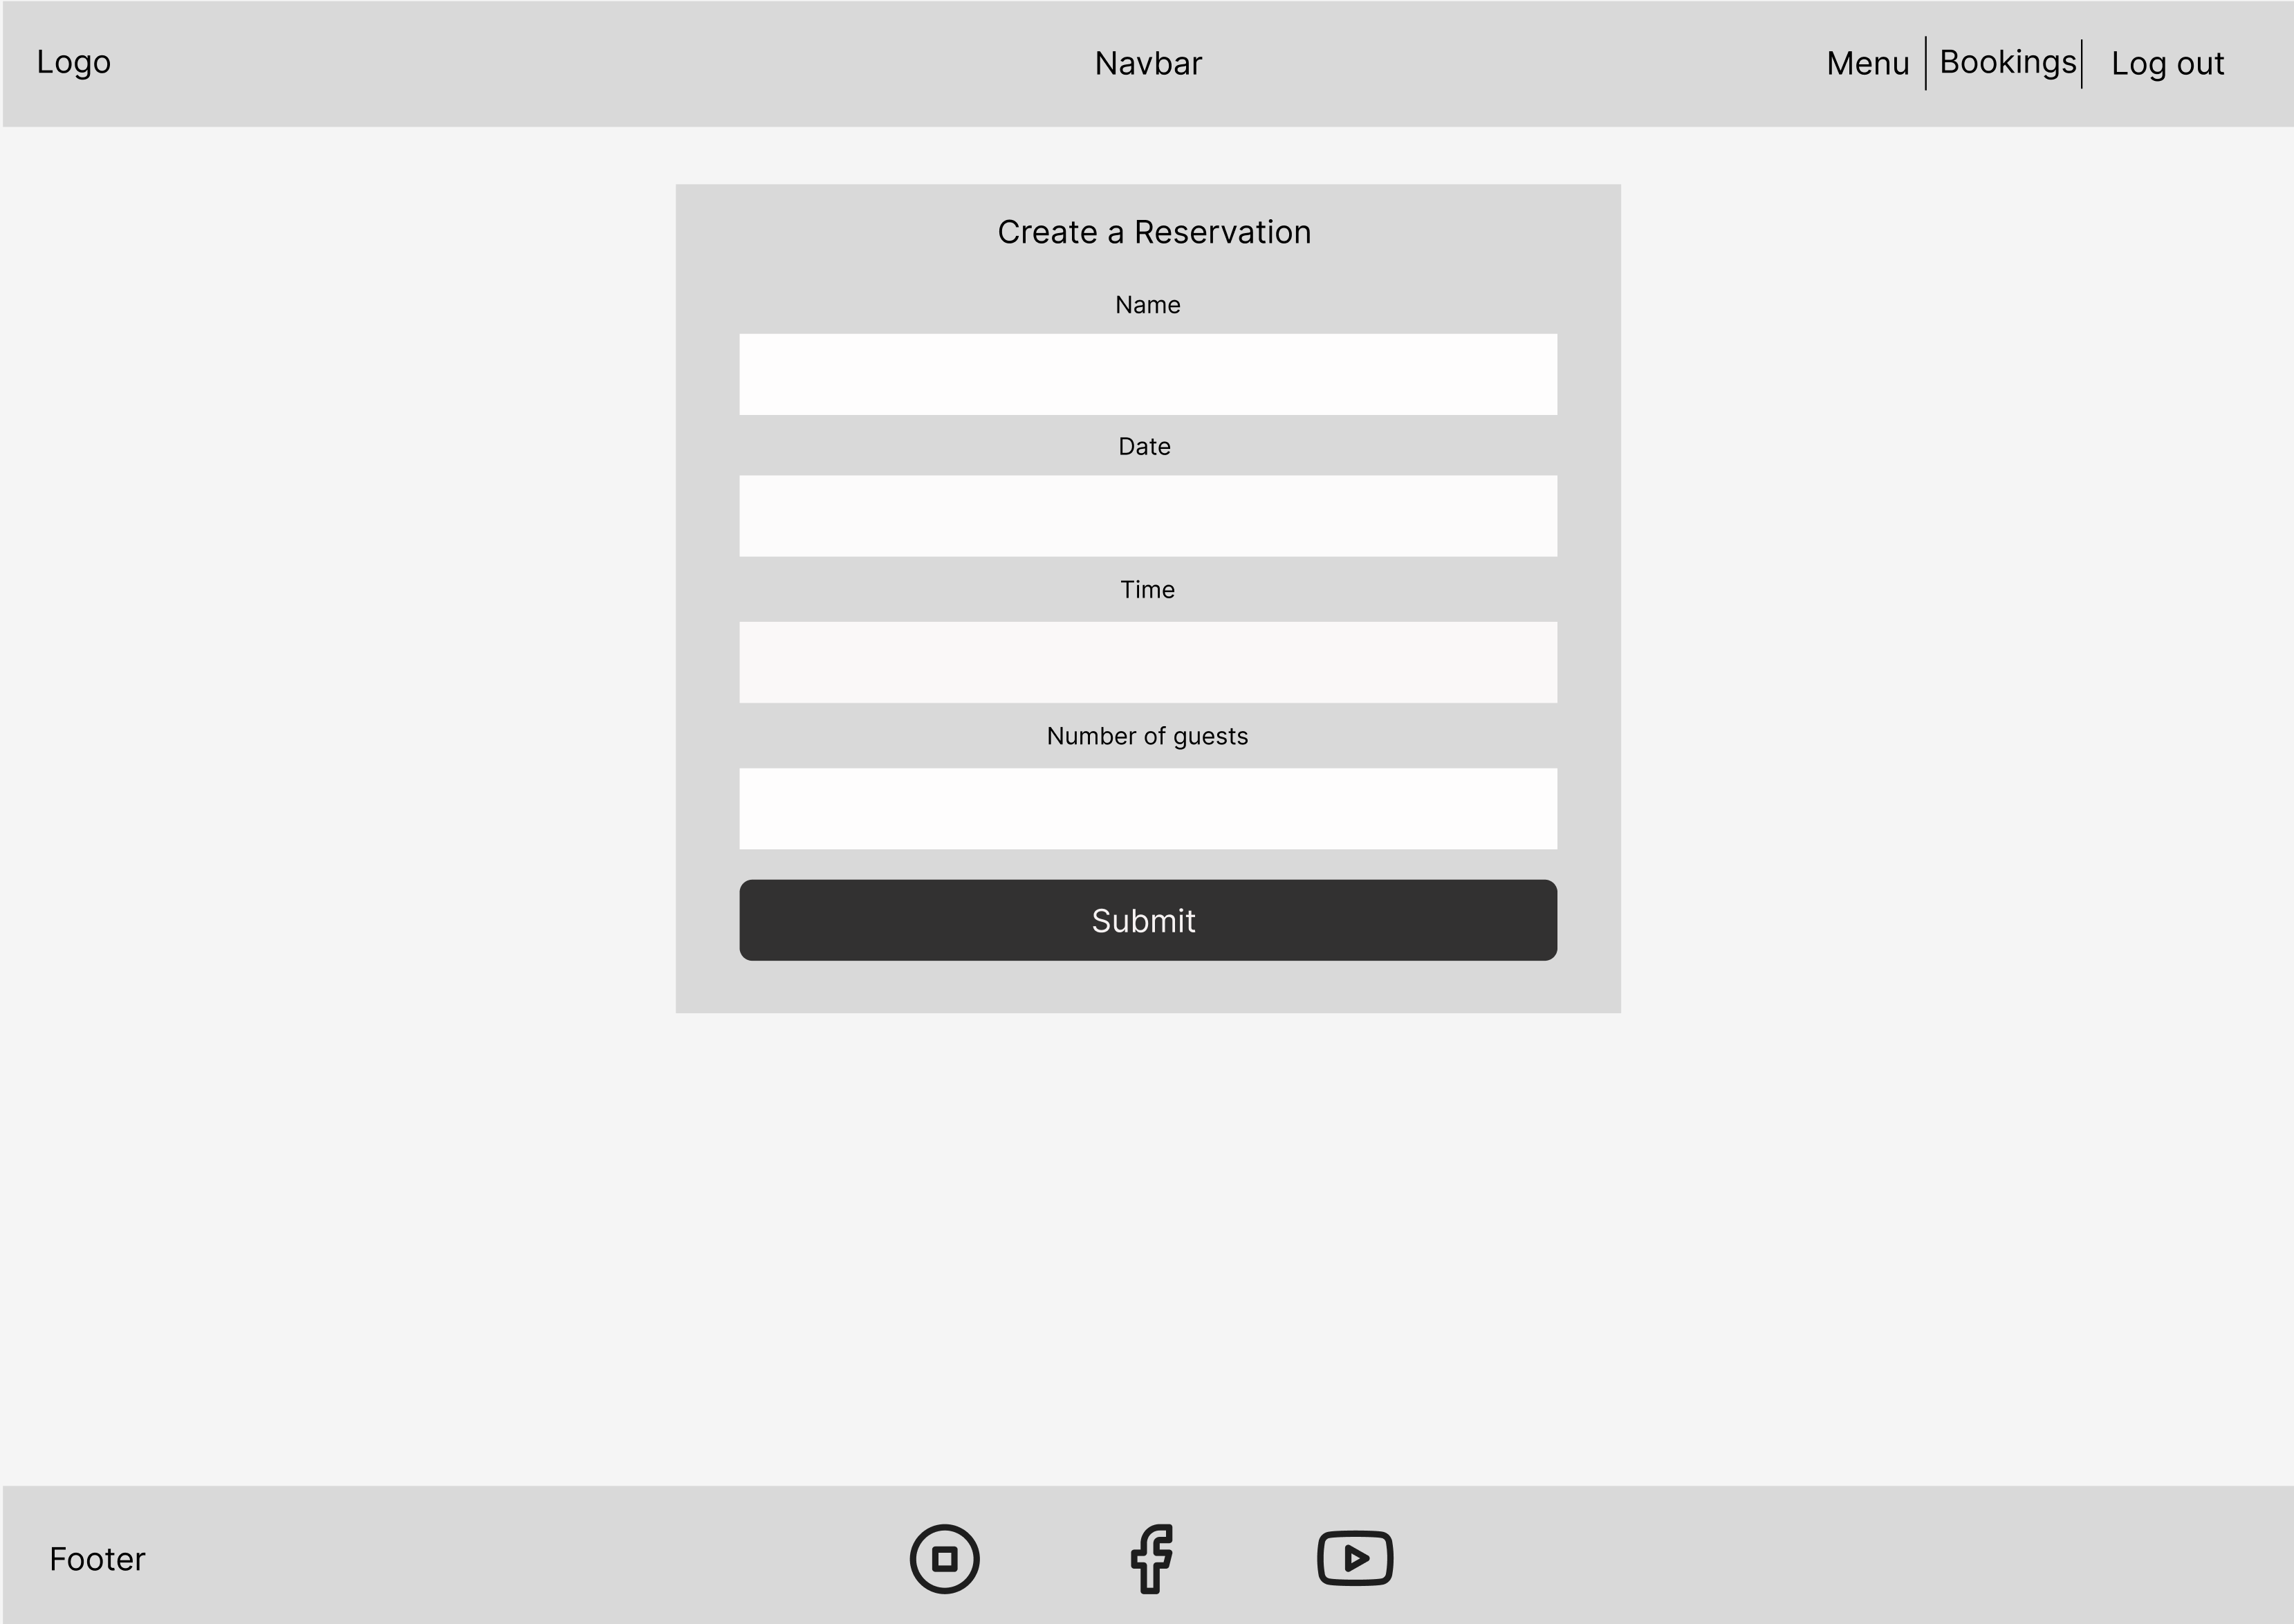 Logo
Navbar
Menu
Bookings
Log out
Create a Reservation
Name
Date
Time
Number of guests
Submit
Footer